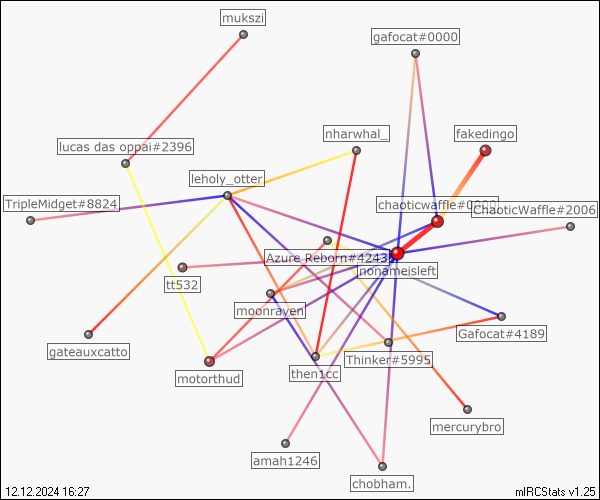 mukszi
gafocat#0000
nharwhal_
fakedingo
lucas das oppai#2396
leholy_otter
TripleMidget#8824
chaoticwaffle#0000
ChaoticWaffle#2006
Azure Reborn#4243
nonameisleft
tt532
moonraven
Gafocat#4189
gateauxcatto
Thinker#5995
motorthud
then1cc
mercurybro
amah1246
chobham.
12.12.2024 16:27
mIRCStats v1.25